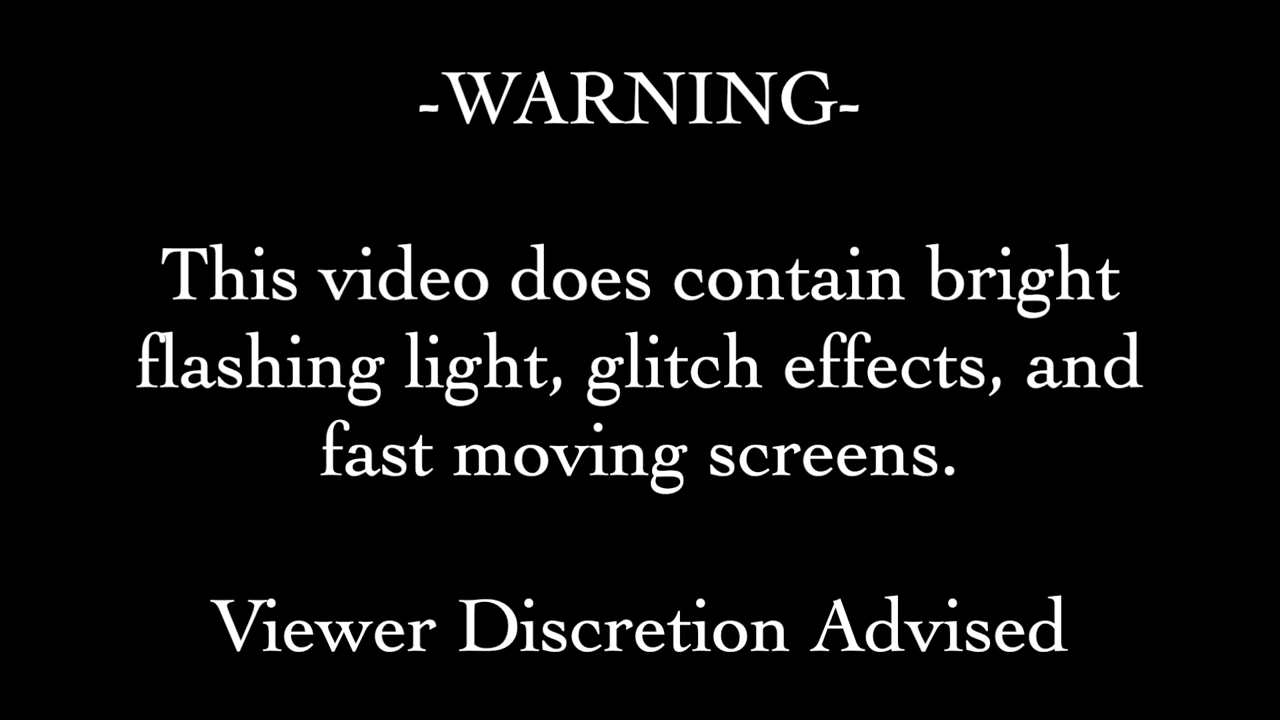 -WARNING-
This video does contain bright
flashing light, glitch effects, and
fast moving screens.
Viewer Discretion Advised